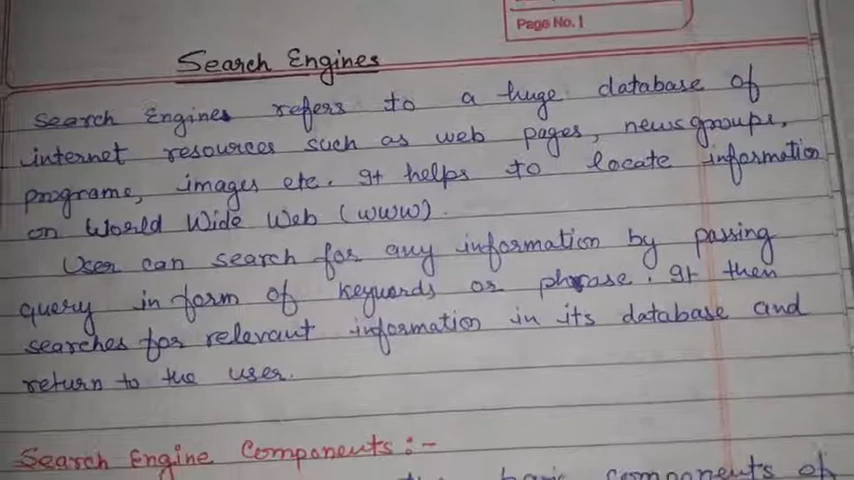 Page No. 1
Search Engines
Search Engines refers to a huge database of
internet resources such as web pages, newsgroups,
programe, images etc. It helps to locate information
on World Wide Web (WWW).
User can search for any information by passing
query in form of keywords or phrase. It then
searches for relevant information in its database and
return to the user.
Search Engine Components :-
basic components of